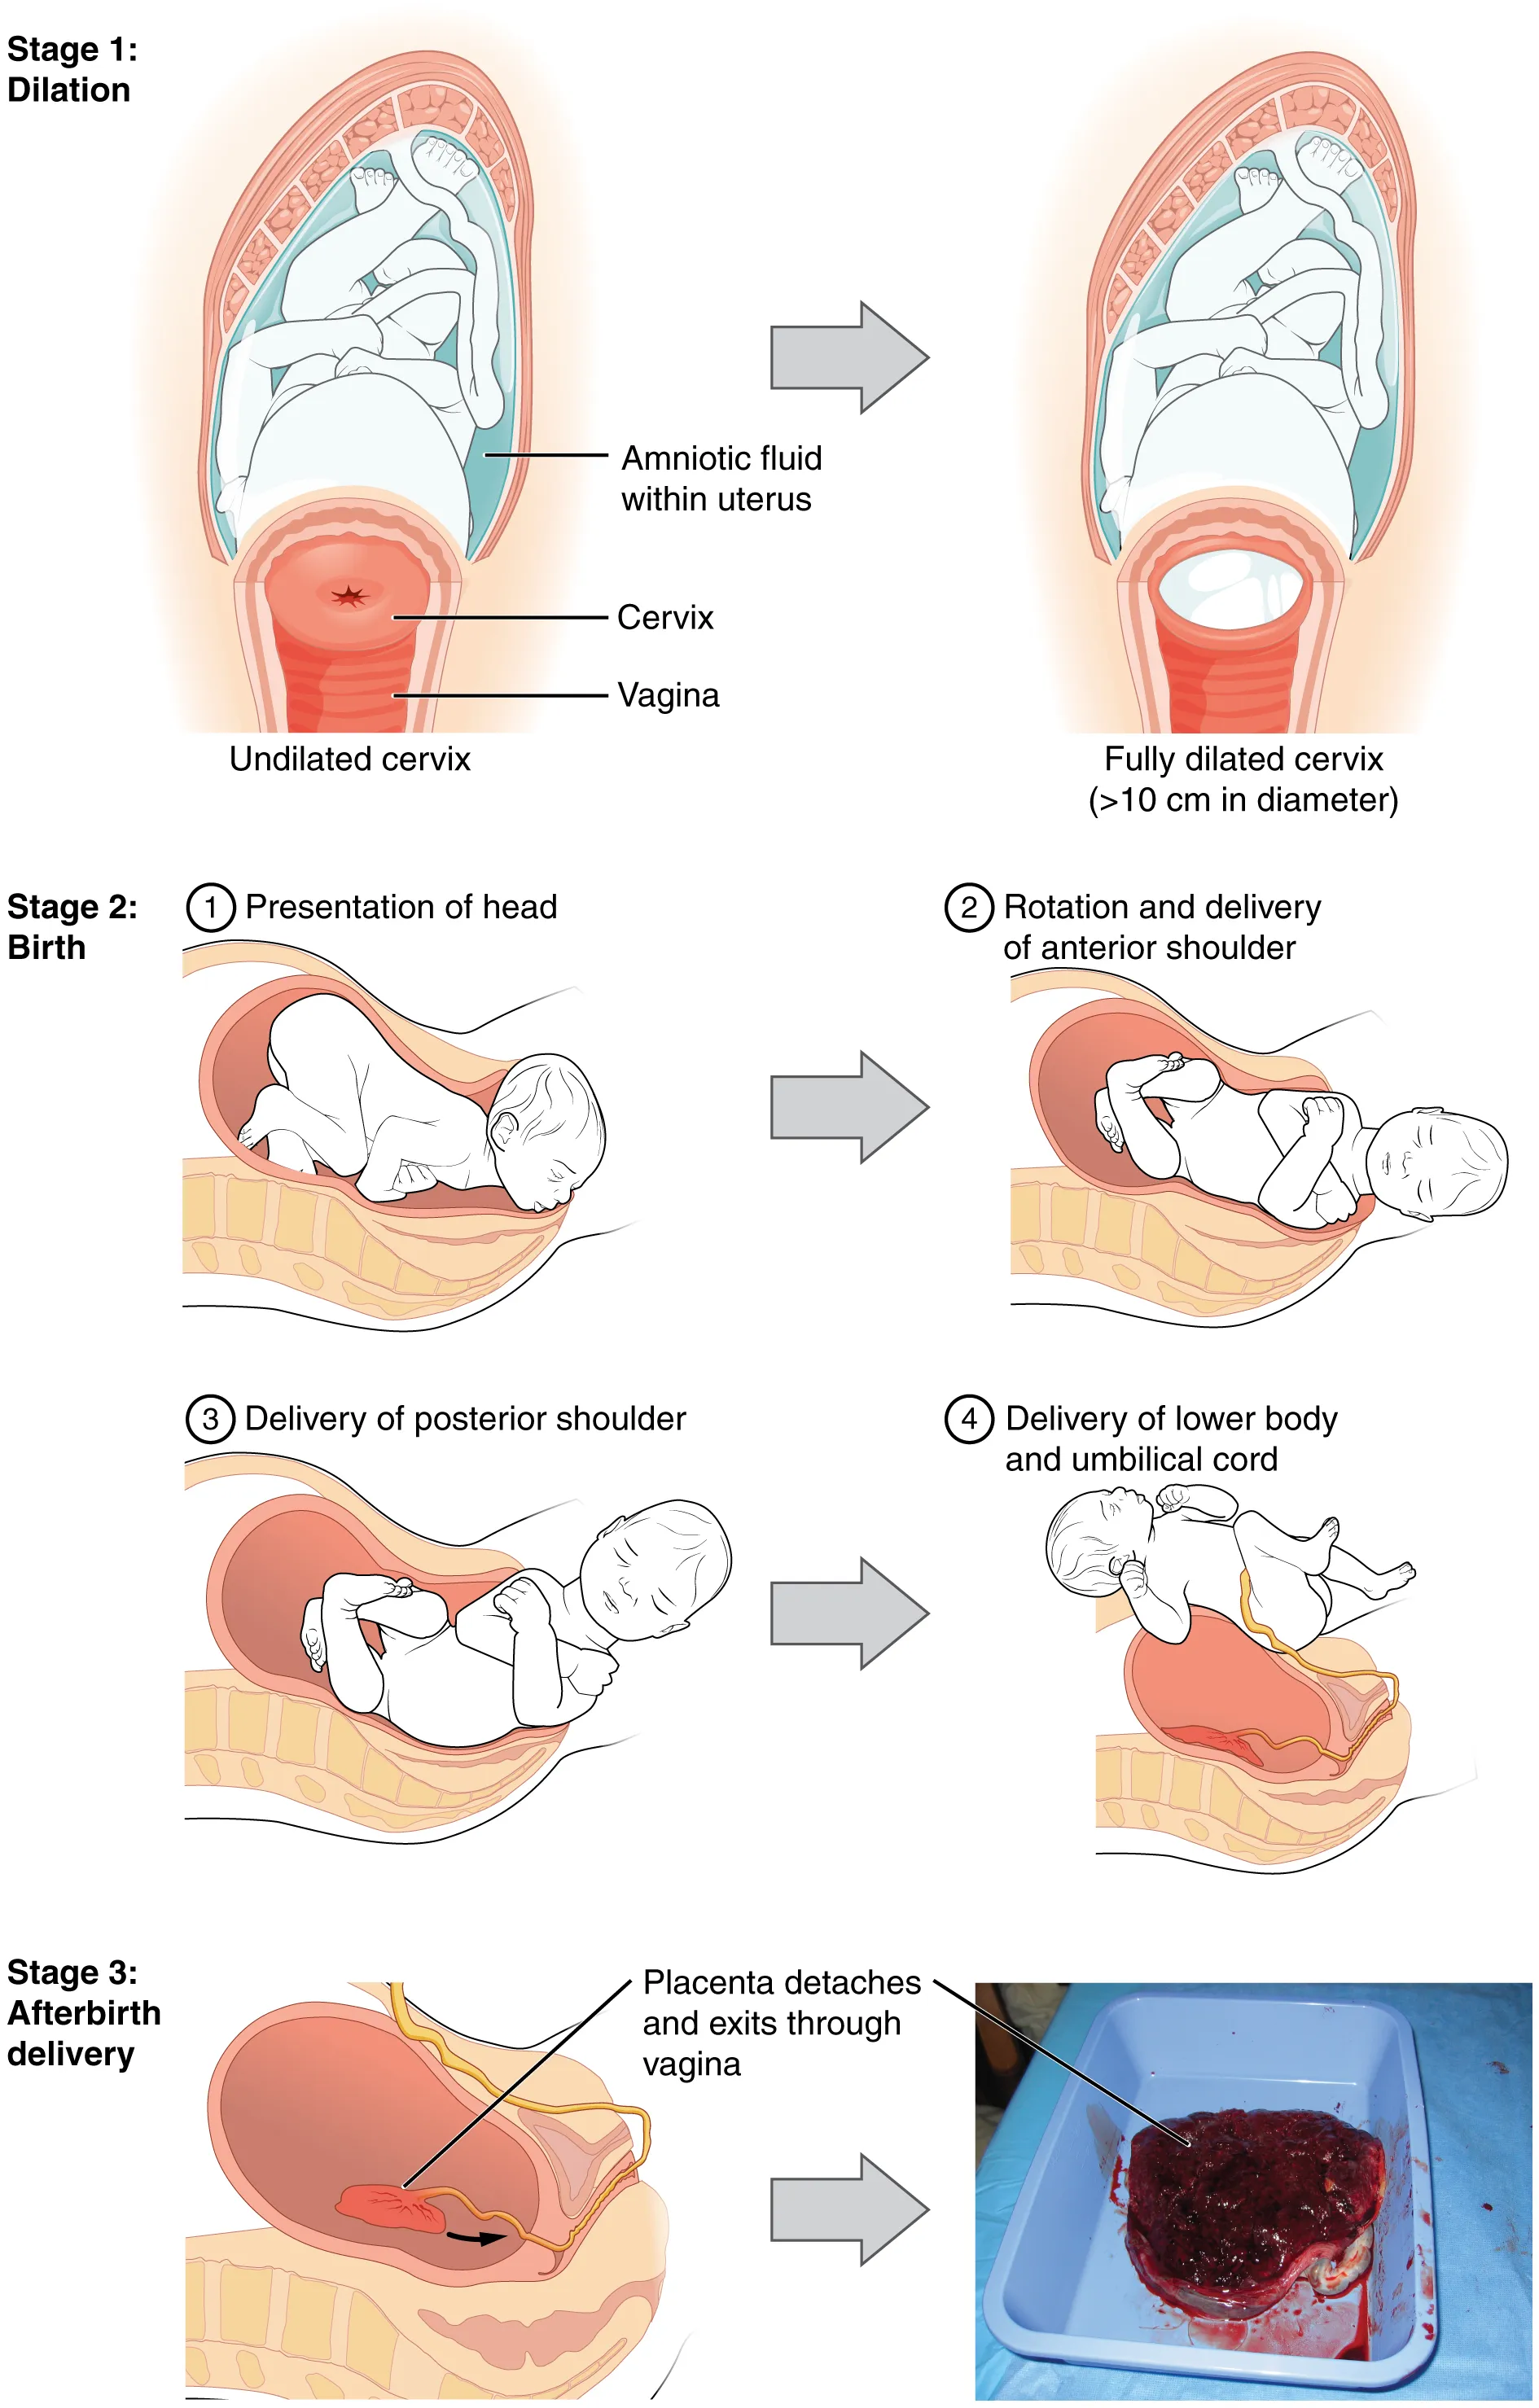 Stage 1:
Dilation
Amniotic fluid
within uterus
Cervix
Vagina
Undilated cervix
Fully dilated cervix
(>10 cm in diameter)
Stage 2:
Birth
1 Presentation of head
2 Rotation and delivery
of anterior shoulder
3 Delivery of posterior shoulder
4 Delivery of lower body
and umbilical cord
Stage 3:
Afterbirth
delivery
Placenta detaches
and exits through
vagina